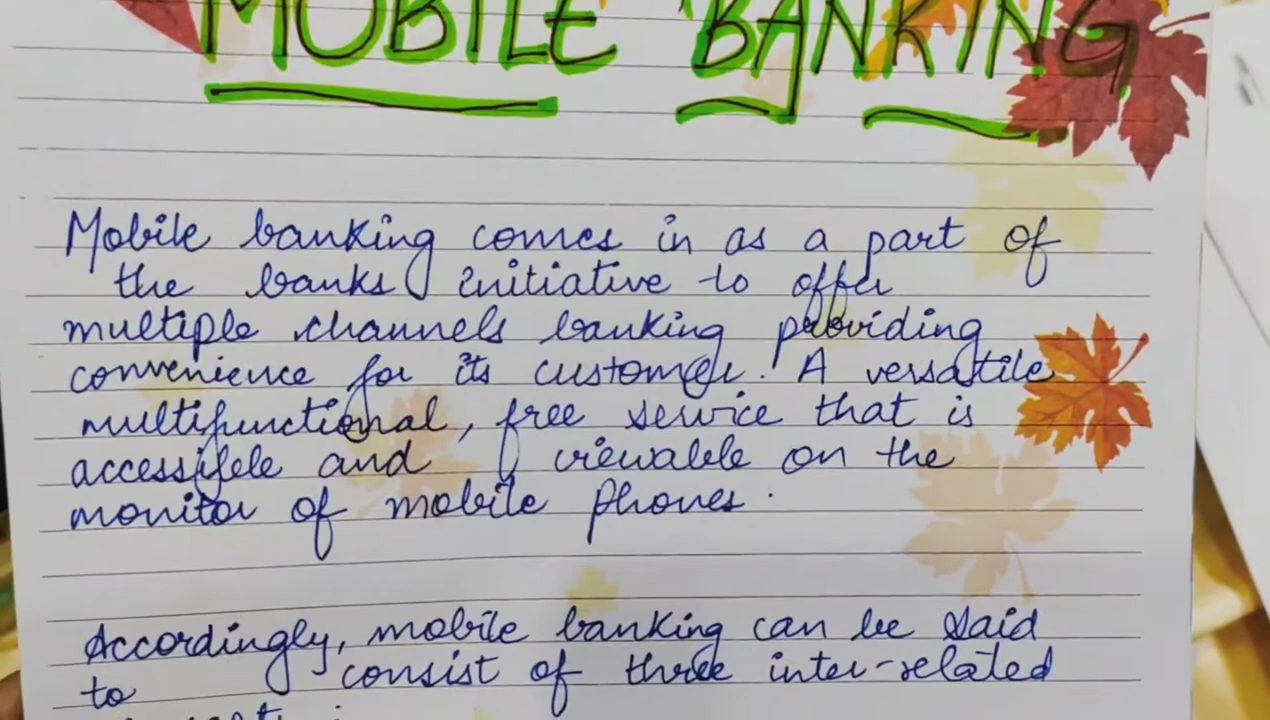 MOBILE BANKING
Mobile banking comes in as a part of
the banks initiative to offer
multiple channels banking providing
convenience for its customer. A versatile
multifunctional, free service that is
accessible and viewable on the
monitor of mobile phones.
Accordingly, mobile banking can be said
to consist of three inter-related